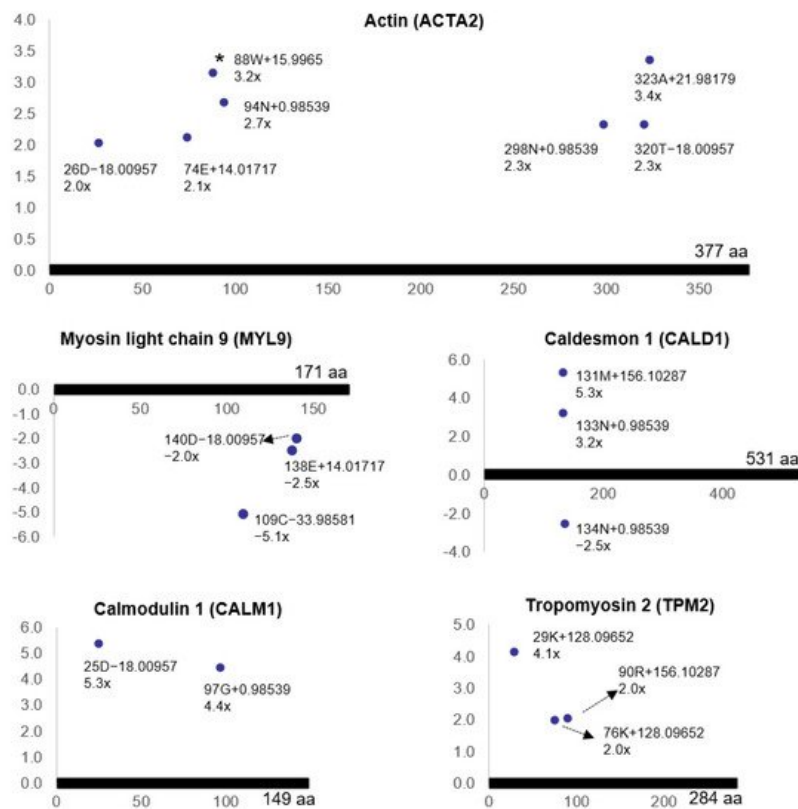 Actin (ACTA2)
4.0
3.5
3.0
2.5
2.0
1.5
1.0
0.5
0.0
* 88W+15.9965
3.2x
94N+0.98539
2.7x
26D−18.00957
2.0x
74E+14.01717
2.1x
323A+21.98179
3.4x
298N+0.98539
2.3x
320T−18.00957
2.3x
377 aa
0 50 100 150 200 250 300 350
Myosin light chain 9 (MYL9)
171 aa
0.0
-1.0
-2.0
-3.0
-4.0
-5.0
-6.0
0 50 100 150
140D−18.00957
−2.0x
138E+14.01717
−2.5x
109C−33.98581
−5.1x
Caldesmon 1 (CALD1)
6.0
4.0
2.0
0.0
-2.0
-4.0
131M+156.10287
5.3x
133N+0.98539
3.2x
531 aa
0 200 400
134N+0.98539
−2.5x
Calmodulin 1 (CALM1)
6.0
5.0
4.0
3.0
2.0
1.0
0.0
25D−18.00957
5.3x
97G+0.98539
4.4x
0 50 100
149 aa
Tropomyosin 2 (TPM2)
5.0
4.0
3.0
2.0
1.0
0.0
29K+128.09652
4.1x
90R+156.10287
2.0x
76K+128.09652
2.0x
0 100 200
284 aa